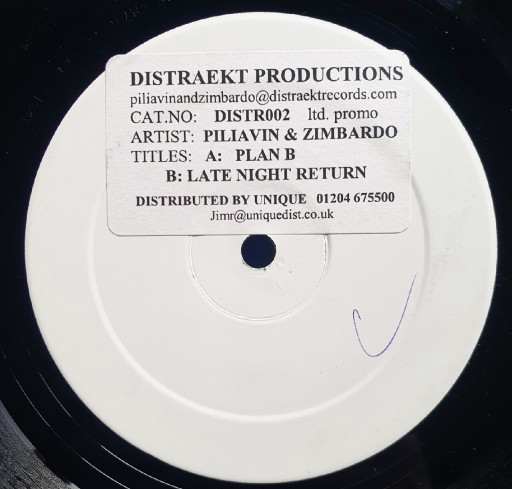 DISTRAEKT PRODUCTIONS
piliavinandzimbardo@distraektrecords.com
CAT.NO: DISTR002 ltd. promo
ARTIST: PILIAVIN & ZIMBARDO
TITLES: A: PLAN B
B: LATE NIGHT RETURN
DISTRIBUTED BY UNIQUE 01204 675500
Jimr@uniquedist.co.uk